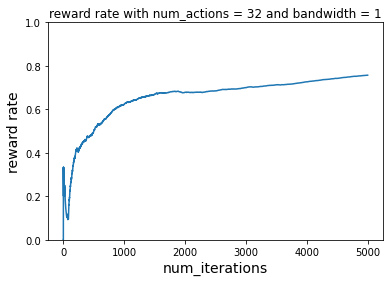 reward rate with num_actions = 32 and bandwidth = 1
1.0
0.8
0.6
0.4
0.2
0.0
reward rate
0 1000 2000 3000 4000 5000
num_iterations